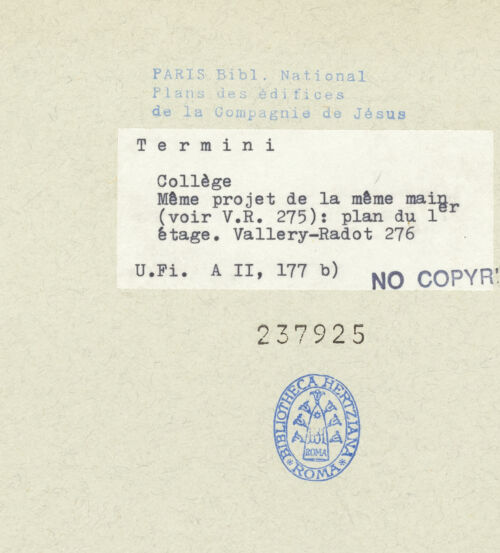 PARIS Bibl. National
Plans des édifices
de la Compagnie de Jésus
Termini
Collège
Même projet de la même main
(voir V.R. 275): plan du 1er
étage. Vallery-Radot 276
U.Fi. A II, 177 b)
NO COPYR
237925
BIBLIOTHECA HERTZIANA
ROMA
ROMA